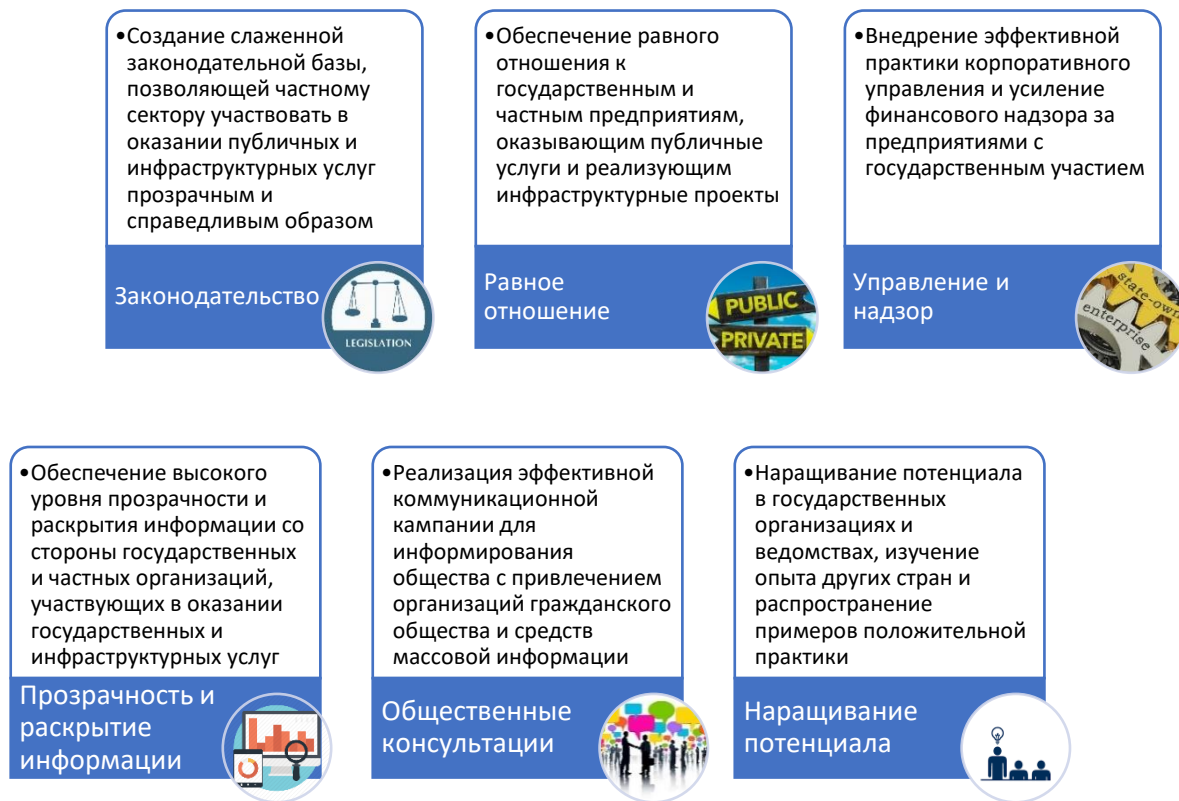 •Создание слаженной
законодательной базы,
позволяющей частному
сектору участвовать в
оказании публичных и
инфраструктурных услуг
прозрачным и
справедливым образом
Законодательство
LEGISLATION
•Обеспечение равного
отношения к
государственным и
частным предприятиям,
оказывающим публичные
услуги и реализующим
инфраструктурные проекты
Равное
отношение
PUBLIC
PRIVATE
•Внедрение эффективной
практики корпоративного
управления и усиление
финансового надзора за
предприятиями с
государственным участием
Управление и
надзор
state-own
enterprise
•Обеспечение высокого
уровня прозрачности и
раскрытия информации со
стороны государственных
и частных организаций,
участвующих в оказании
государственных и
инфраструктурных услуг
Прозрачность и
раскрытие
информации
•Реализация эффективной
коммуникационной
кампании для
информирования
общества с привлечением
организаций гражданского
общества и средств
массовой информации
Общественные
консультации
•Наращивание потенциала
в государственных
организациях и
ведомствах, изучение
опыта других стран и
распространение
примеров положительной
практики
Наращивание
потенциала